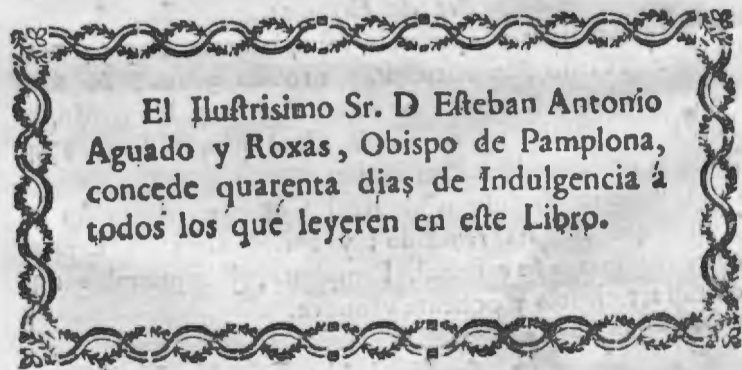 El Iluſtrisimo Sr. D Eſteban Antonio
Aguado y Roxas, Obispo de Pamplona,
concede quarenta dias de Indulgencia á
todos los que leyeren en eſte Libro.